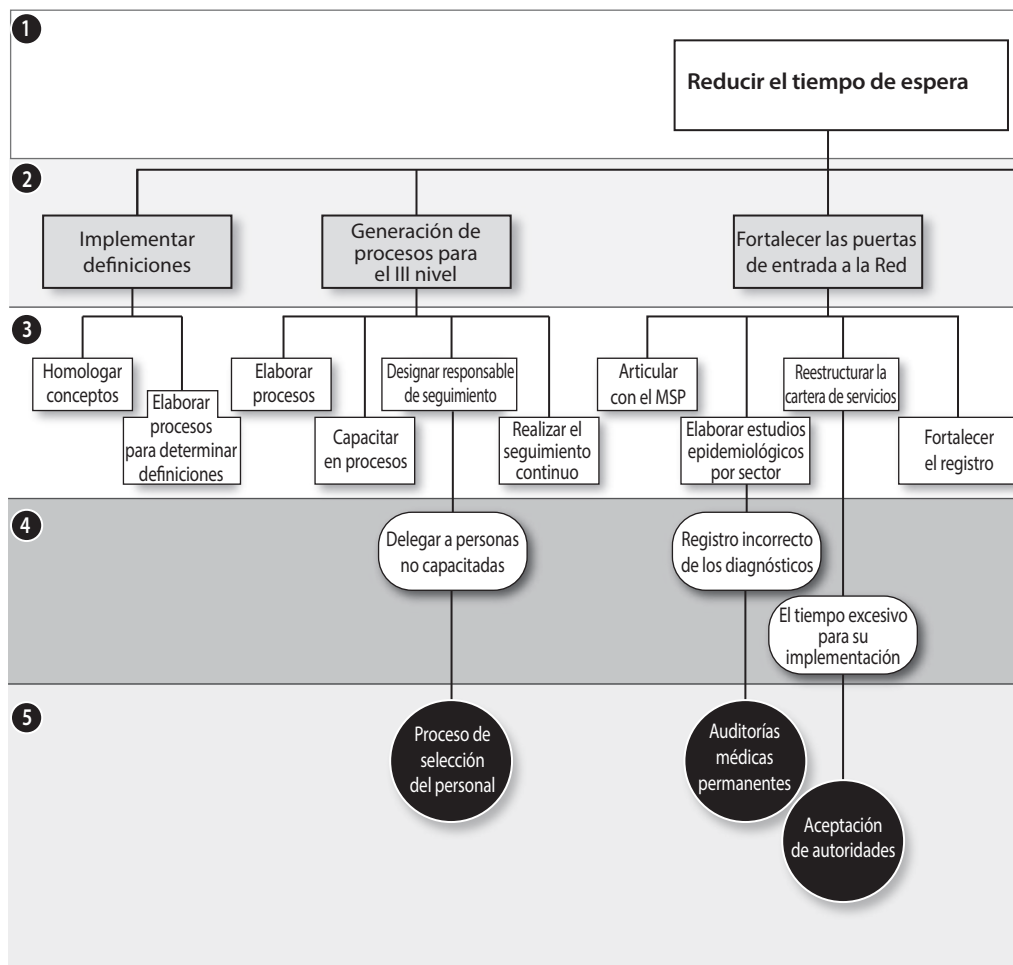 1
Reducir el tiempo de espera
2
Implementar
definiciones
Generación de
procesos para
el III nivel
Fortalecer las puertas
de entrada a la Red
3
Homologar
conceptos
Elaborar
procesos
para determinar
definiciones
Elaborar
procesos
Capacitar
en procesos
Designar responsable
de seguimiento
Realizar el
seguimiento
continuo
Articular
con el MSP
Elaborar estudios
epidemiológicos
por sector
Reestructurar la
cartera de servicios
Fortalecer
el registro
4
Delegar a personas
no capacitadas
Registro incorrecto
de los diagnósticos
El tiempo excesivo
para su
implementación
5
Proceso de
selección
del personal
Auditorías
médicas
permanentes
Aceptación
de autoridades